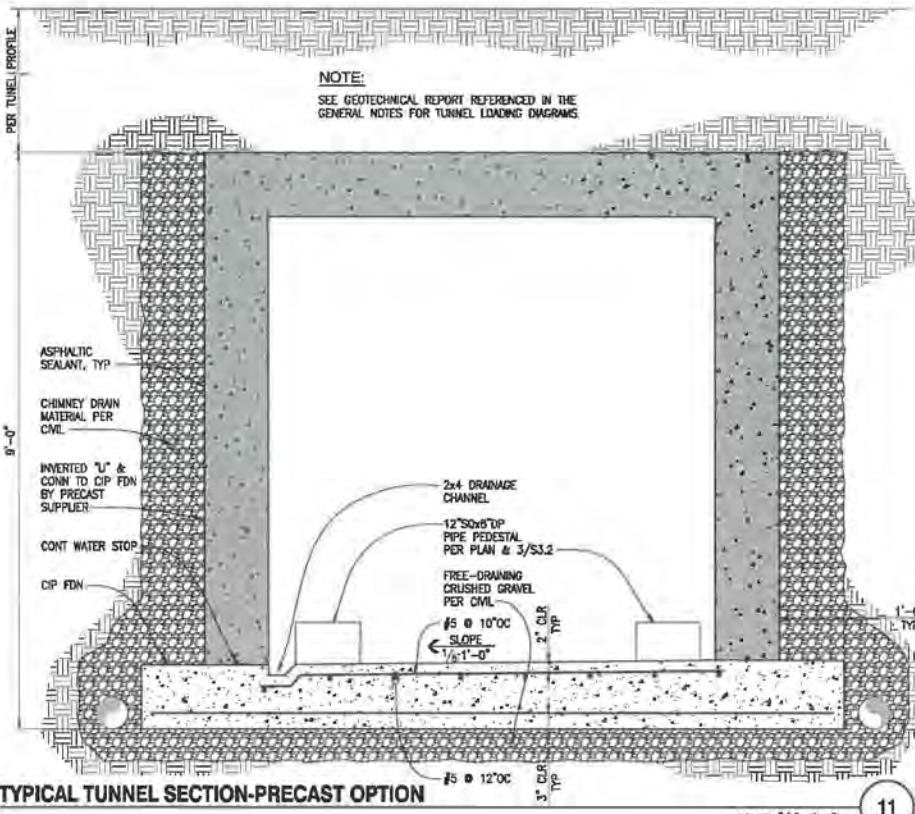 PER TUNEL PROFILE
NOTE:
SEE GEOTECHNICAL REPORT REFERENCED IN THE
GENERAL NOTES FOR TUNNEL LOADING DIAGRAMS
9'-0"
ASPHALTIC
SEALANT, TYP
CHIMNEY DRAIN
MATERIAL PER
CIVIL
INVERTED "U" &
CONN TO CIP FDN
BY PRECAST
SUPPLIER
CONT WATER STOP
CIP FDN
2x4 DRAINAGE
CHANNEL
12"SQx8"DP
PIPE PEDESTAL
PER PLAN & 3/S3.2
FREE-DRAINING
CRUSHED GRAVEL
PER CIVIL
#5 @ 10"OC
SLOPE
1/8:1'-0"
2" CLR
TYP
1'-
TYP
#5 @ 12"OC
3" CLR
TYP
TYPICAL TUNNEL SECTION-PRECAST OPTION
11